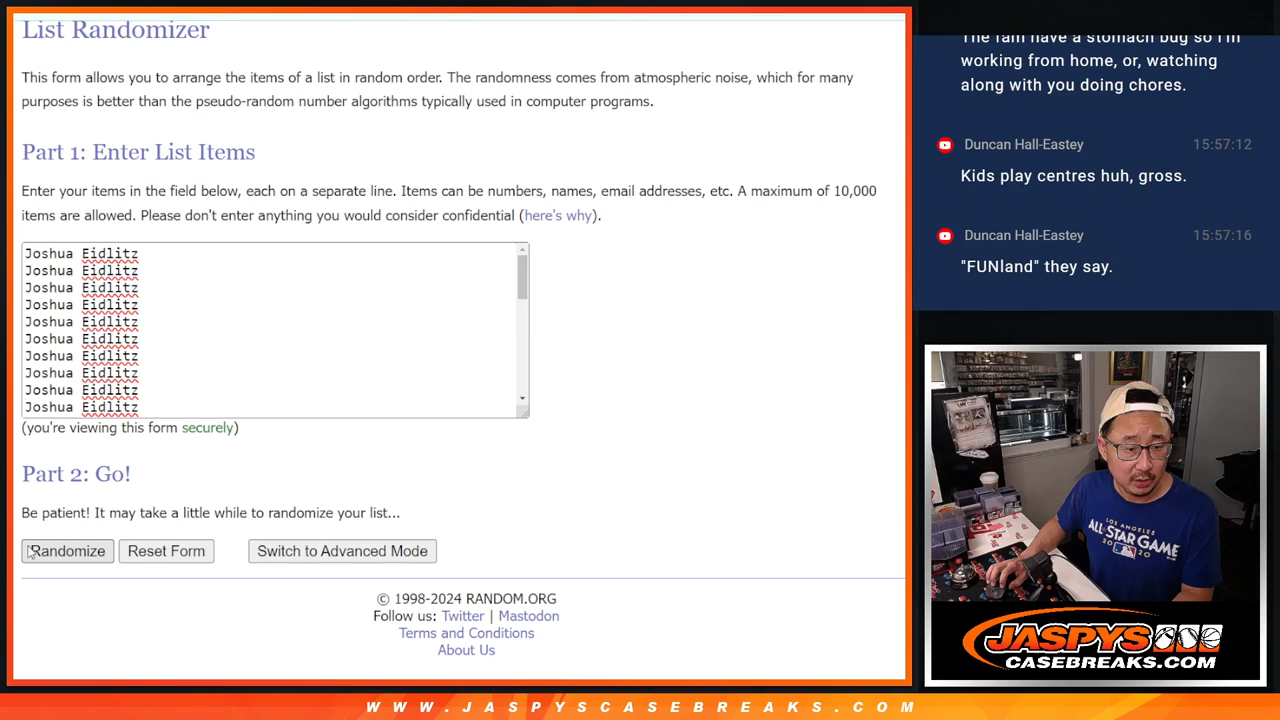 List Randomizer
This form allows you to arrange the items of a list in random order. The randomness comes from atmospheric noise, which for many
purposes is better than the pseudo-random number algorithms typically used in computer programs.
Part 1: Enter List Items
Enter your items in the field below, each on a separate line. Items can be numbers, names, email addresses, etc. A maximum of 10,000
items are allowed. Please don't enter anything you would consider confidential (here's why).
Joshua Eidlitz
Joshua Eidlitz
Joshua Eidlitz
Joshua Eidlitz
Joshua Eidlitz
Joshua Eidlitz
Joshua Eidlitz
Joshua Eidlitz
Joshua Eidlitz
Joshua Eidlitz
(you're viewing this form securely)
Part 2: Go!
Be patient! It may take a little while to randomize your list...
Randomize Reset Form Switch to Advanced Mode
© 1998-2024 RANDOM.ORG
Follow us: Twitter | Mastodon
Terms and Conditions
About Us
The fam have a stomach bug so I'm
working from home, or, watching
along with you doing chores.
Duncan Hall-Eastey 15:57:12
Kids play centres huh, gross.
Duncan Hall-Eastey 15:57:16
"FUNland" they say.
LOS ANGELES
ALL-STAR GAME
2020
JASPYS
CASEBREAKS.COM
WWW.JASPYSCASEBREAKS.COM